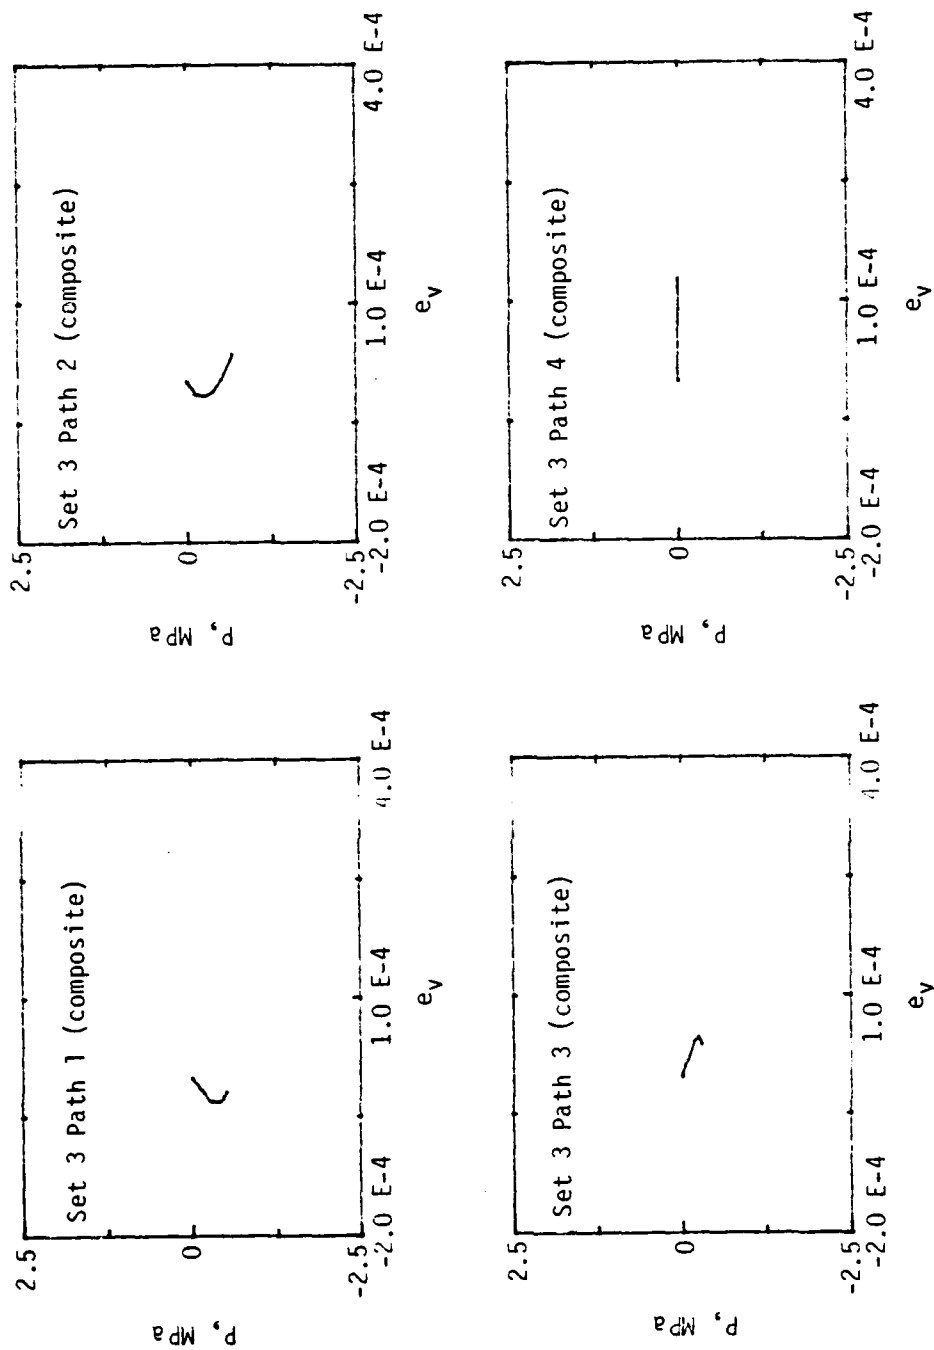 Set 3 Path 1 (composite)
2.5
0
-2.5
P, MPa
-2.0 E-4
1.0 E-4
4.0 E-4
e_v
Set 3 Path 2 (composite)
2.5
0
-2.5
P, MPa
-2.0 E-4
1.0 E-4
4.0 E-4
e_v
Set 3 Path 3 (composite)
2.5
0
-2.5
P, MPa
-2.0 E-4
1.0 E-4
4.0 E-4
e_v
Set 3 Path 4 (composite)
2.5
0
-2.5
P, MPa
-2.0 E-4
1.0 E-4
4.0 E-4
e_v